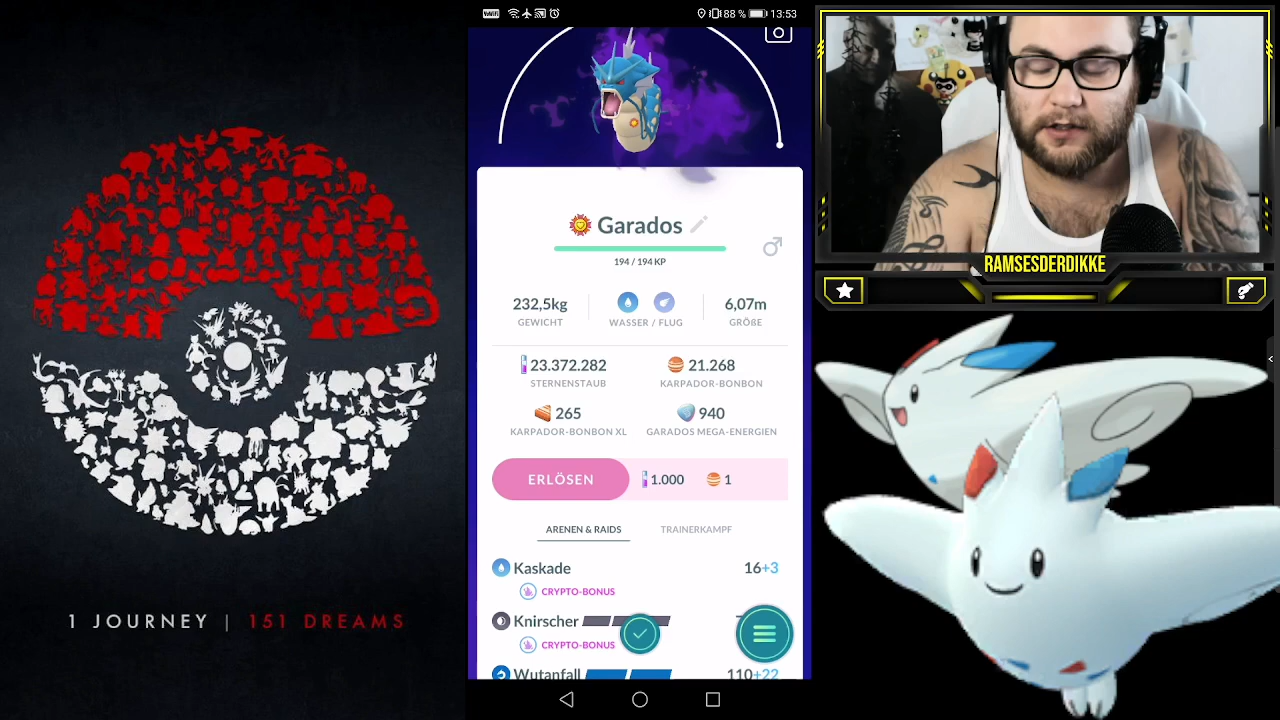 1 JOURNEY | 151 DREAMS
VoWiFi
88 %
13:53
Garados
194 / 194 KP
232,5kg
GEWICHT
WASSER / FLUG
6,07m
GRÖßE
23.372.282
STERNENSTAUB
21.268
KARPADOR-BONBON
265
KARPADOR-BONBON XL
940
GARADOS MEGA-ENERGIEN
ERLÖSEN
1.000
1
ARENEN & RAIDS
TRAINERKAMPF
Kaskade
16+3
CRYPTO-BONUS
Knirscher
CRYPTO-BONUS
Wutanfall
110+22
RAMSESDERDIKKE